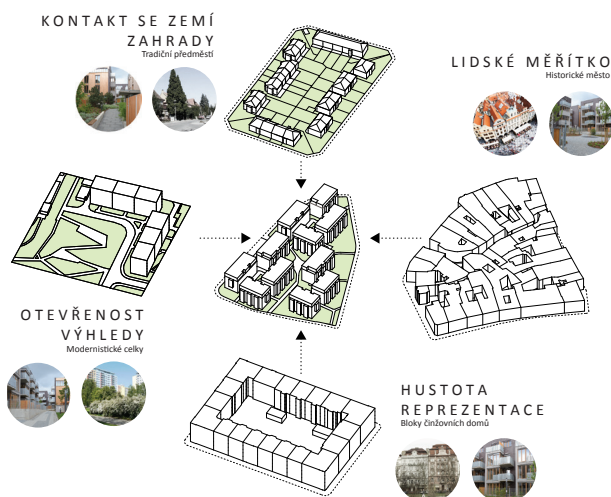 KONTAKT SE ZEMÍ
ZAHRADY
Tradiční předměstí
LIDSKÉ MĚŘÍTKO
Historické město
OTEVŘENOST
VÝHLEDY
Modernistické celky
HUSTOTA
REPREZENTACE
Bloky činžovních domů